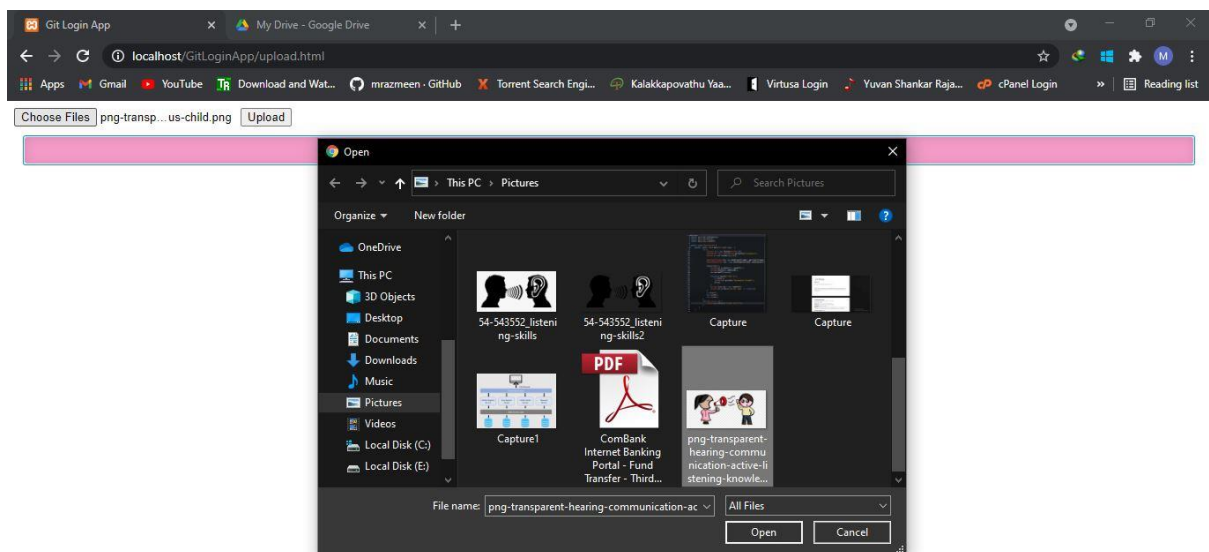 Git Login App
My Drive - Google Drive
localhost/GitLoginApp/upload.html
M
Apps Gmail YouTube TR Download and Wat... mrazmeen · GitHub X Torrent Search Engi... Kalakkapovathu Yaa... Virtusa Login Yuvan Shankar Raja... cP cPanel Login » Reading list
Choose Files png-transp...us-child.png Upload
Open
This PC › Pictures Search Pictures
Organize New folder
OneDrive
This PC
3D Objects
Desktop
Documents
Downloads
Music
Pictures
Videos
Local Disk (C:)
Local Disk (E:)
54-543552_listeni
ng-skills
54-543552_listeni
ng-skills2
Capture
Capture
Capture1
PDF
ComBank
Internet Banking
Portal - Fund
Transfer - Third...
png-transparent-
hearing-commu
nication-active-li
stening-knowle...
File name: png-transparent-hearing-communication-ac All Files
Open Cancel